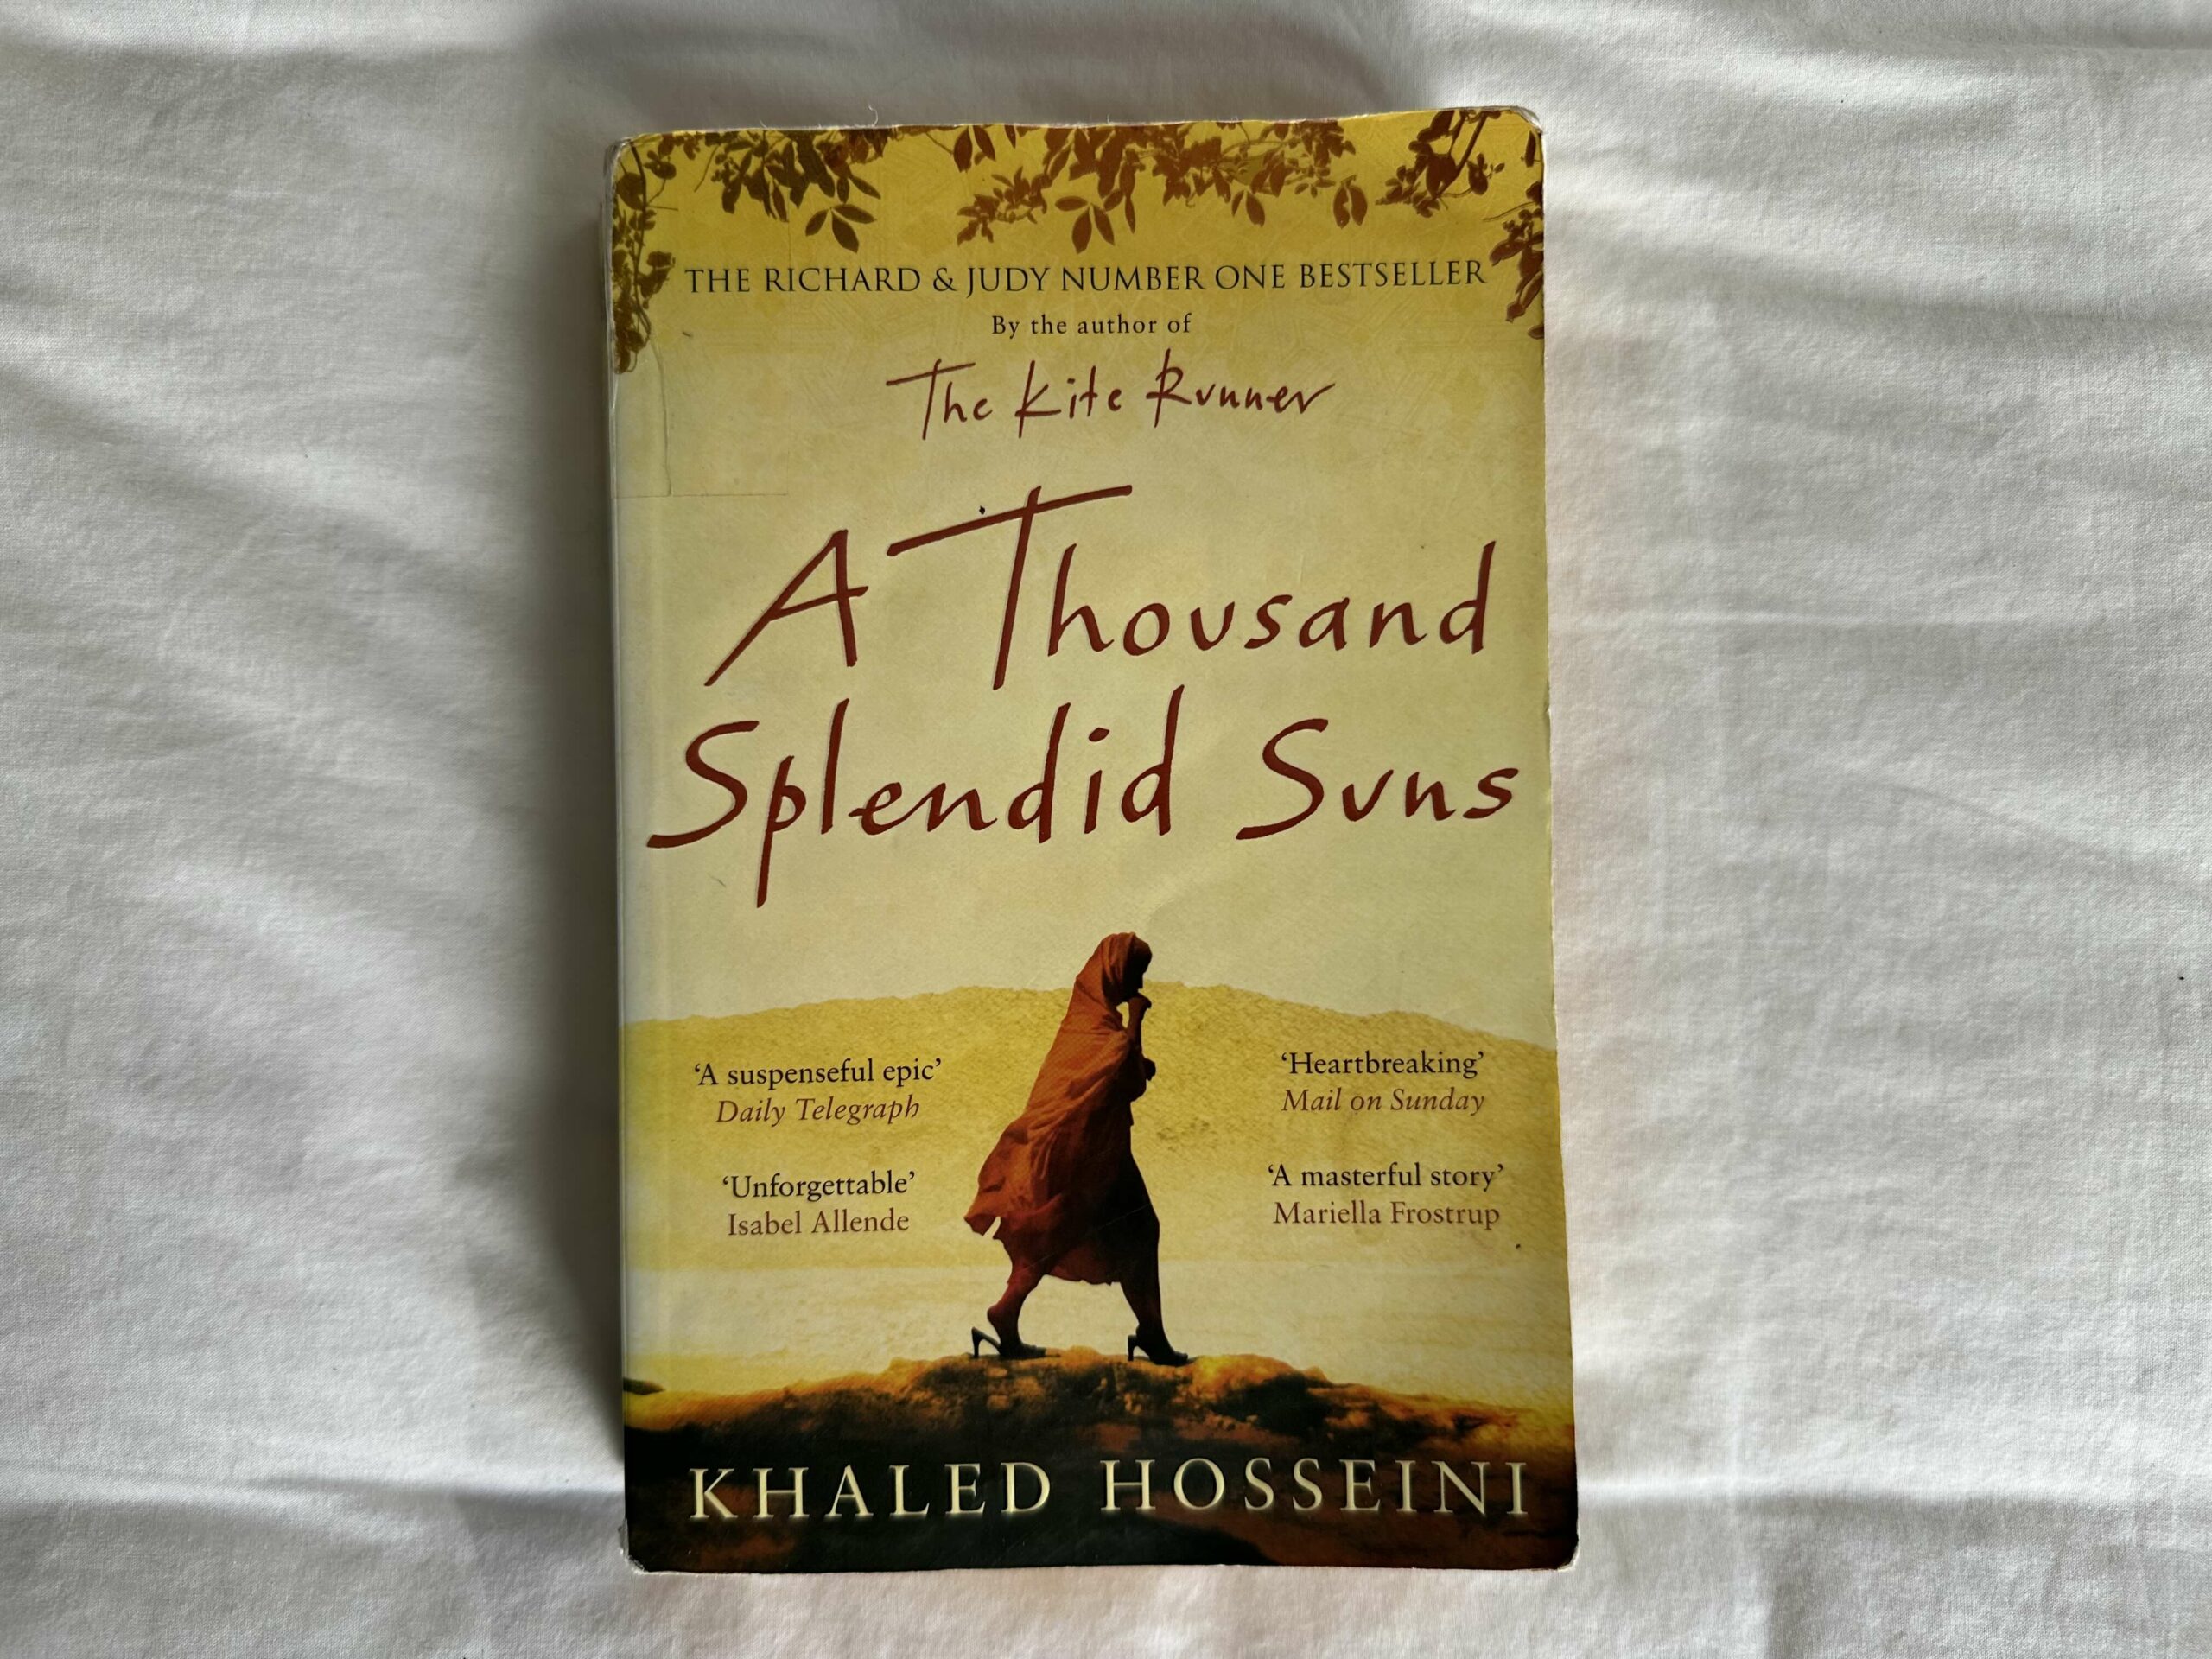 THE RICHARD & JUDY NUMBER ONE BESTSELLER
By the author of
The Kite Runner
A Thousand
Splendid Suns
‘A suspenseful epic’
Daily Telegraph
‘Unforgettable’
Isabel Allende
‘Heartbreaking’
Mail on Sunday
‘A masterful story’
Mariella Frostrup
KHALED HOSSEINI